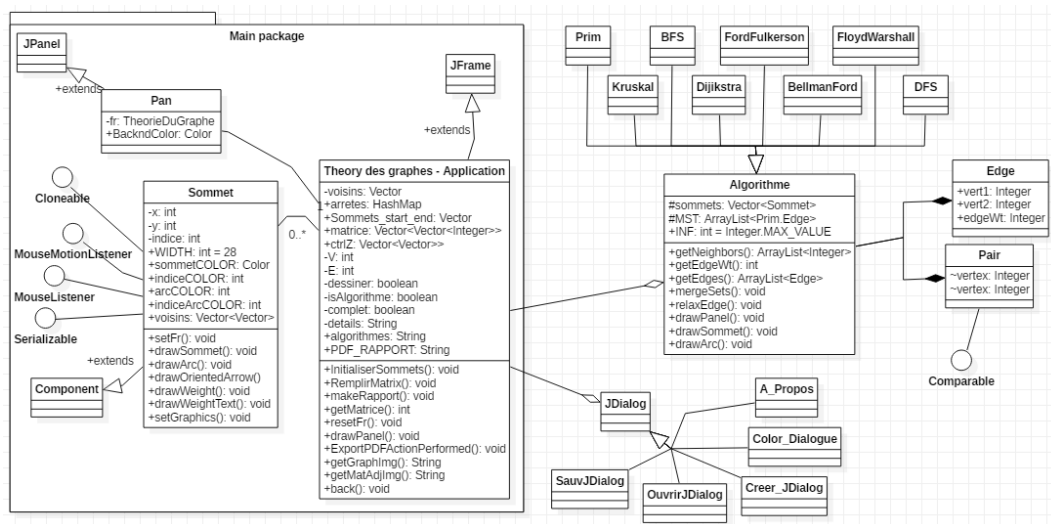 Main package
JPanel
+extends
Pan
-fr: TheorieDuGraphe
+BackndColor: Color
JFrame
+extends
Cloneable
MouseMotionListener
MouseListener
Serializable
Sommet
-x: int
-y: int
-indice: int
+WIDTH: int = 28
+sommetCOLOR: Color
+indiceCOLOR: int
+arcCOLOR: int
+indiceArcCOLOR: int
+voisins: Vector<Vector>
+setFr(): void
+drawSommet(): void
+drawArc(): void
+drawOrientedArrow()
+drawWeight(): void
+drawWeightText(): void
+setGraphics(): void
+extends
Component
0..*
Theory des graphes - Application
-voisins: Vector
+arretes: HashMap
+Sommets_start_end: Vector
+matrice: Vector<Vector<Integer>>
+ctrlZ: Vector<Vector>>
-V: int
-E: int
-dessiner: boolean
-isAlgorithme: boolean
-complet: boolean
-details: String
+algorithmes: String
+PDF_RAPPORT: String
+InitialiserSommets(): void
+RemplirMatrix(): void
+makeRapport(): void
+getMatrice(): int
+resetFr(): void
+drawPanel(): void
+ExportPDFActionPerformed(): void
+getGraphImg(): String
+getMatAdjImg(): String
+back(): void
Prim
BFS
FordFulkerson
FloydWarshall
Kruskal
Dijikstra
BellmanFord
DFS
Algorithme
#sommets: Vector<Sommet>
#MST: ArrayList<Prim.Edge>
+INF: int = Integer.MAX_VALUE
+getNeighbors(): ArrayList<Integer>
+getEdgeWt(): int
+getEdges(): ArrayList<Edge>
+mergeSets(): void
+relaxEdge(): void
+drawPanel(): void
+drawSommet(): void
+drawArc(): void
Edge
+vert1: Integer
+vert2: Integer
+edgeWt: Integer
Pair
~vertex: Integer
~vertex: Integer
Comparable
JDialog
A_Propos
Color_Dialogue
Creer_JDialog
OuvrirJDialog
SauvJDialog